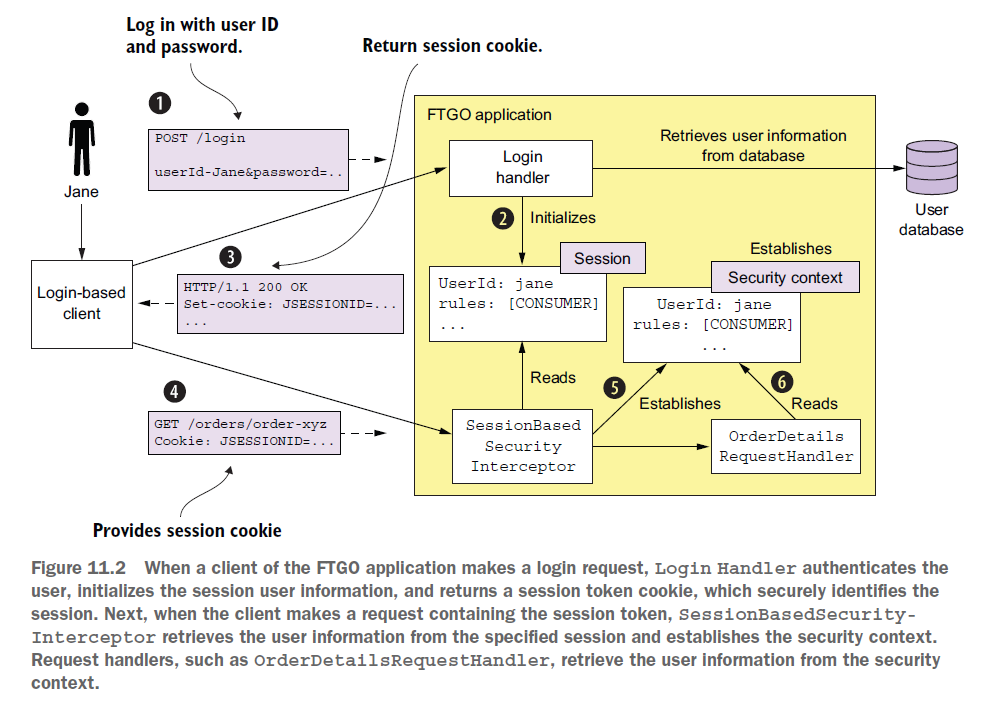 Log in with user ID
and password.
Return session cookie.
1
POST /login
userId-Jane&password=..
Jane
FTGO application
Login
handler
Retrieves user information
from database
User
database
2
Initializes
3
HTTP/1.1 200 OK
Set-cookie: JSESSIONID=...
...
Login-based
client
Session
UserId: jane
rules: [CONSUMER]
...
Establishes
Security context
UserId: jane
rules: [CONSUMER]
...
Reads
4
GET /orders/order-xyz
Cookie: JSESSIONID=...
5
Establishes
6
Reads
SessionBased
Security
Interceptor
OrderDetails
RequestHandler
Provides session cookie
Figure 11.2 When a client of the FTGO application makes a login request, Login Handler authenticates the
user, initializes the session user information, and returns a session token cookie, which securely identifies the
session. Next, when the client makes a request containing the session token, SessionBasedSecurity-
Interceptor retrieves the user information from the specified session and establishes the security context.
Request handlers, such as OrderDetailsRequestHandler, retrieve the user information from the security
context.